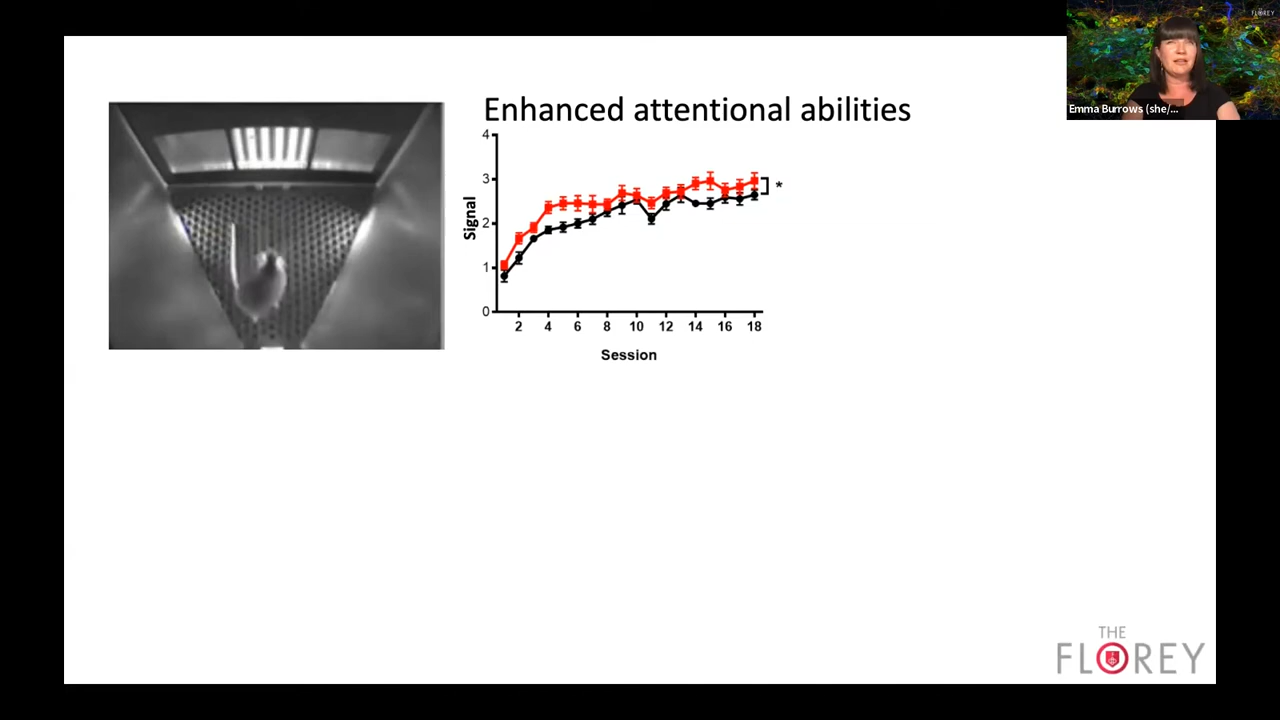 FLOREY
Emma Burrows (she/...
Enhanced attentional abilities
4
3
2
1
0
Signal
*
2 4 6 8 10 12 14 16 18
Session
THE
FLOREY